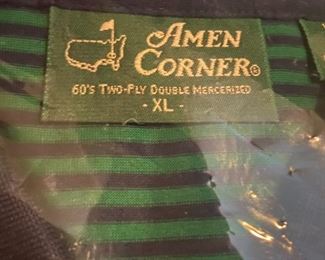 AMEN
CORNER®
60'S TWO-PLY DOUBLE MERCERIZED
- XL -